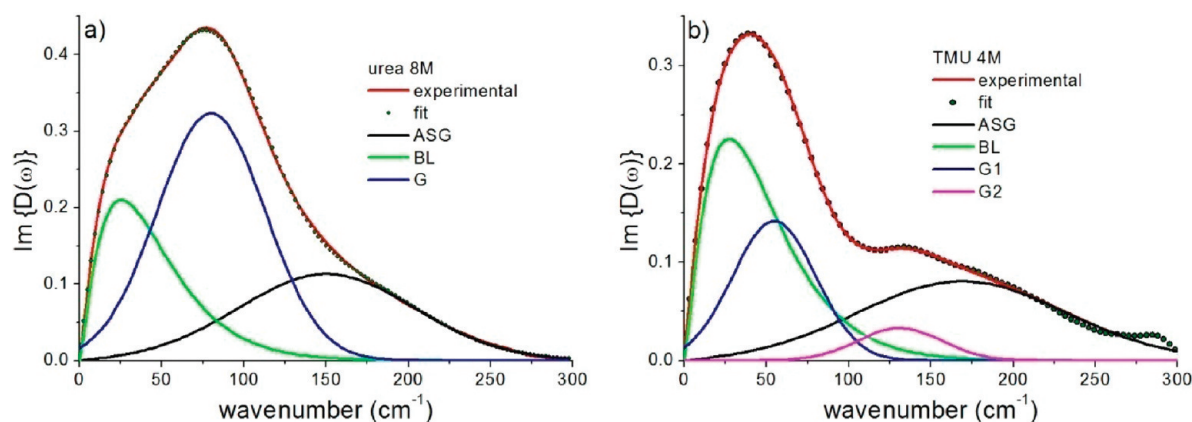 a)
urea 8M
experimental
fit
ASG
BL
G
Im {D(ω)}
0.4
0.3
0.2
0.1
0.0
0 50 100 150 200 250 300
wavenumber (cm⁻¹)
b)
TMU 4M
experimental
fit
ASG
BL
G1
G2
Im {D(ω)}
0.3
0.2
0.1
0.0
0 50 100 150 200 250 300
wavenumber (cm⁻¹)